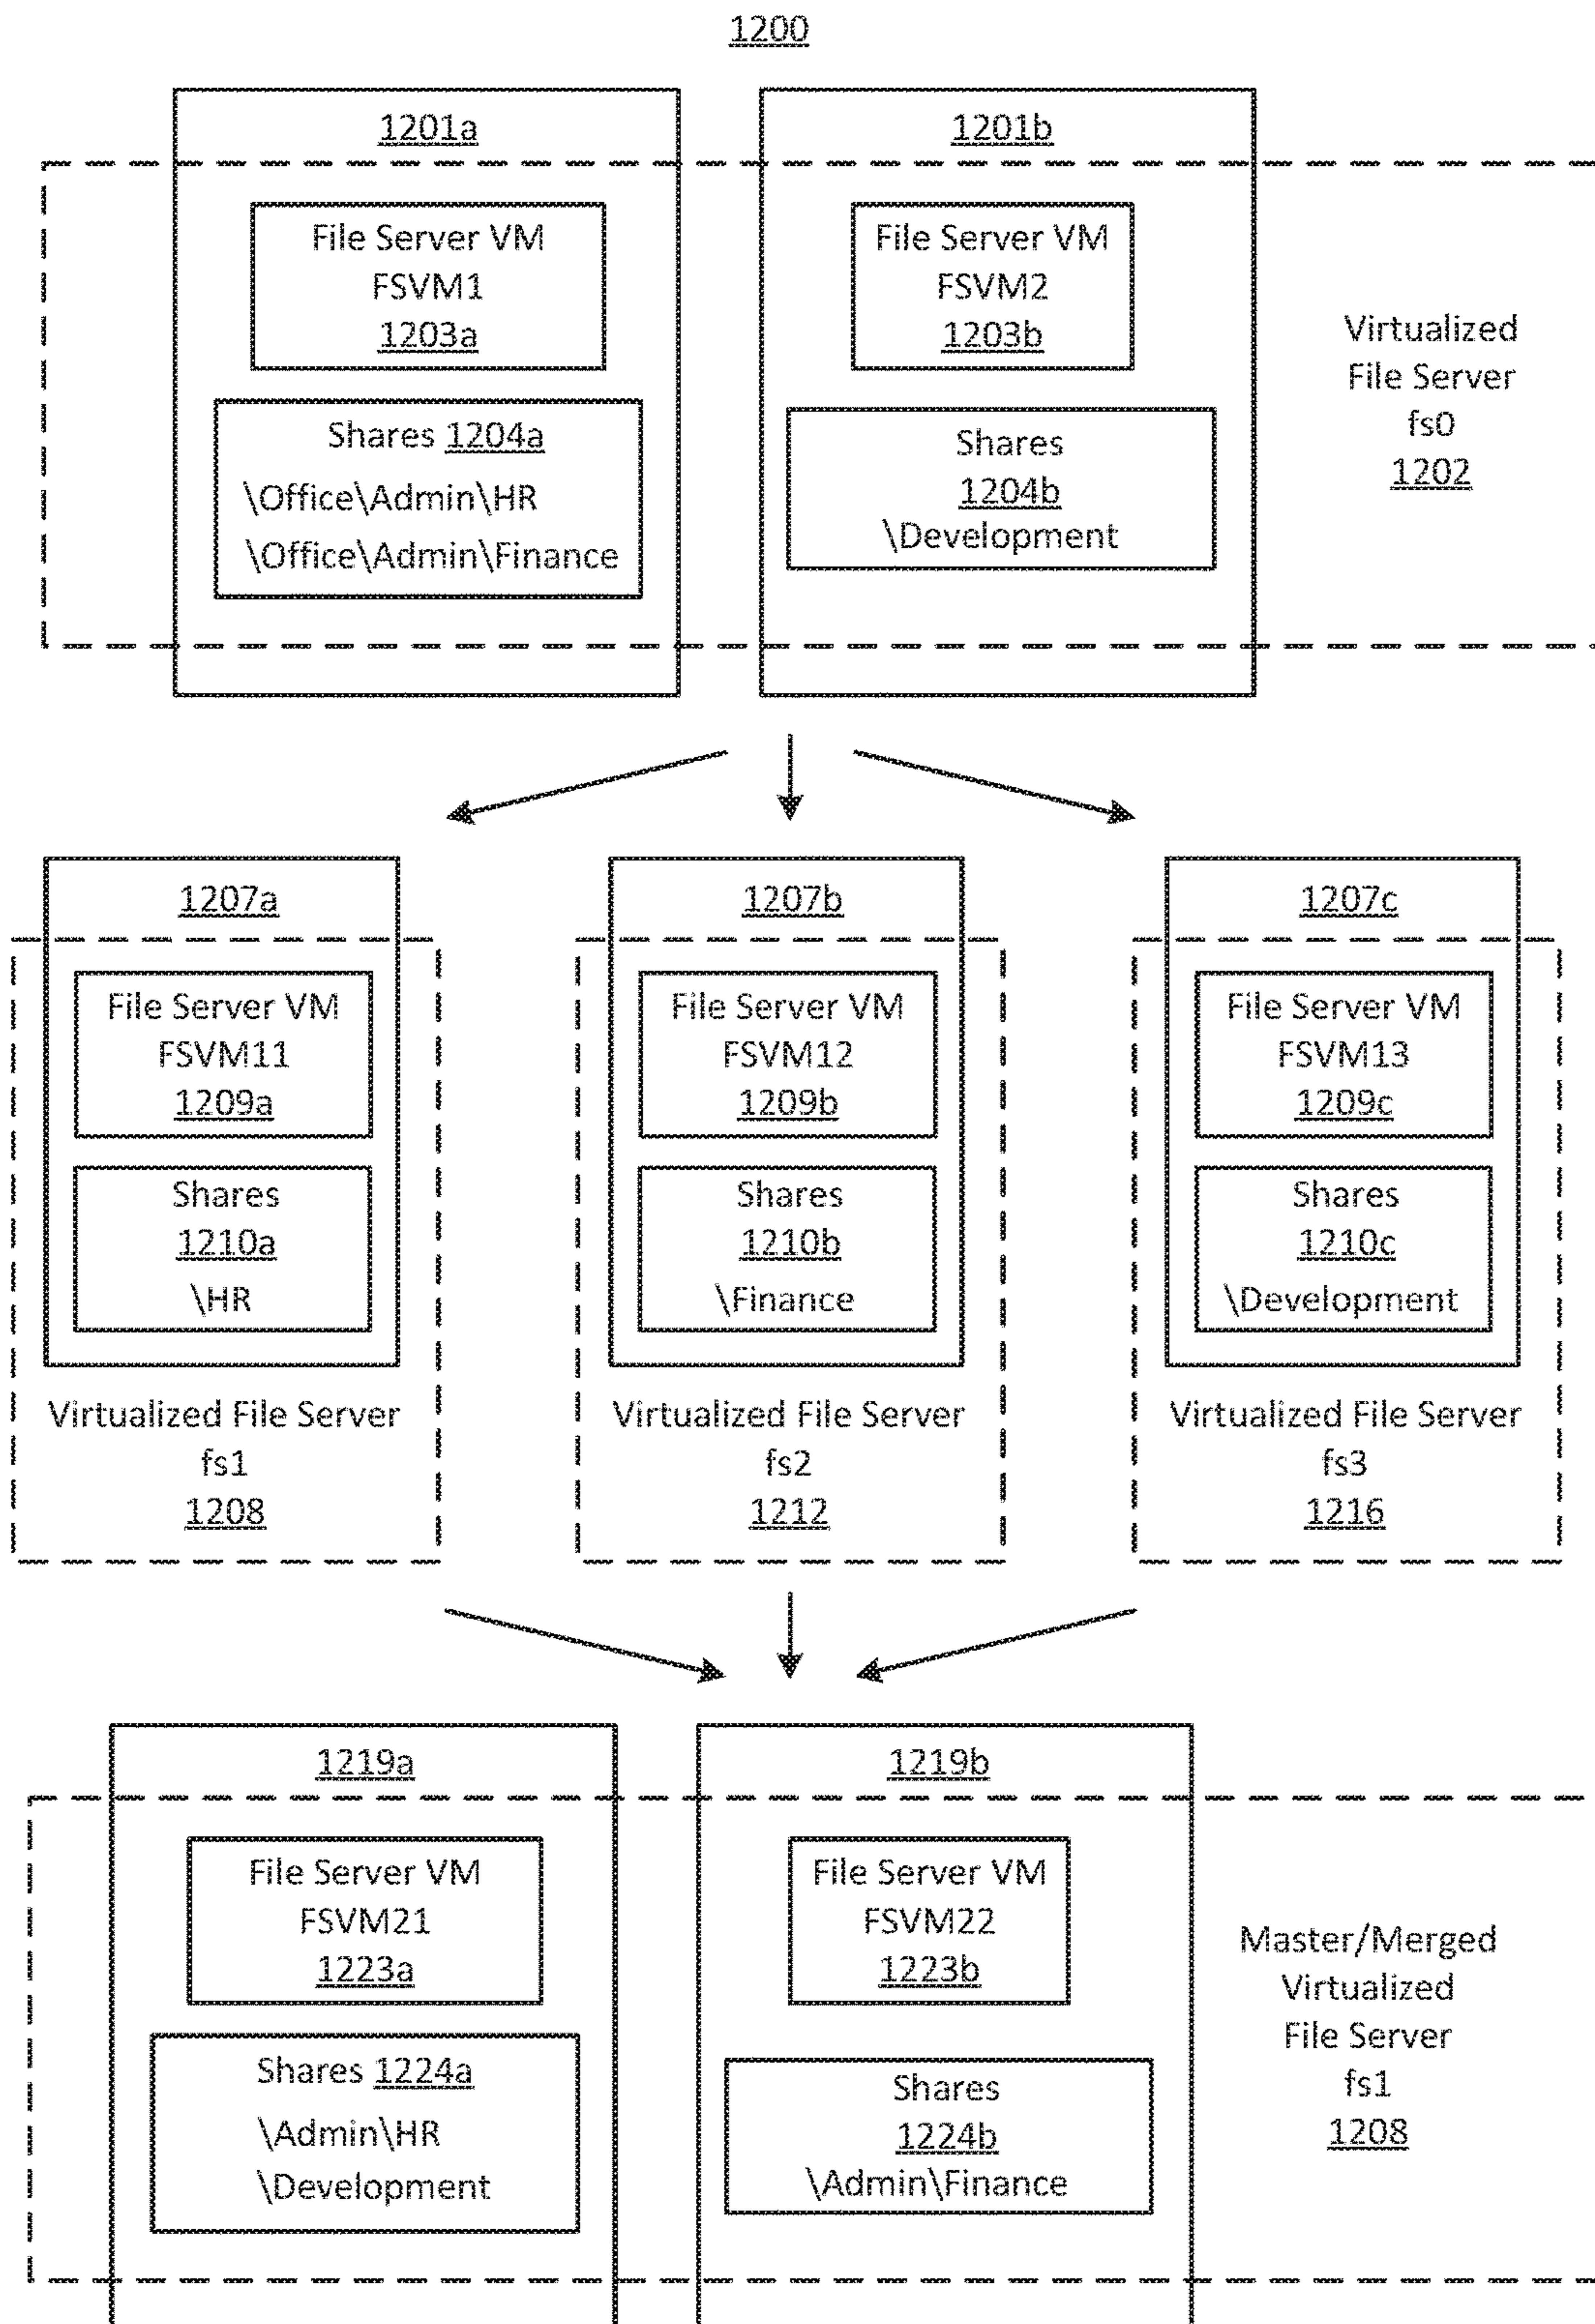 1200
1201a
File Server VM
FSVM1
1203a
Shares 1204a
\Office\Admin\HR
\Office\Admin\Finance
1201b
File Server VM
FSVM2
1203b
Shares
1204b
\Development
Virtualized
File Server
fs0
1202
1207a
File Server VM
FSVM11
1209a
Shares
1210a
\HR
Virtualized File Server
fs1
1208
1207b
File Server VM
FSVM12
1209b
Shares
1210b
\Finance
Virtualized File Server
fs2
1212
1207c
File Server VM
FSVM13
1209c
Shares
1210c
\Development
Virtualized File Server
fs3
1216
1219a
File Server VM
FSVM21
1223a
Shares 1224a
\Admin\HR
\Development
1219b
File Server VM
FSVM22
1223b
Shares
1224b
\Admin\Finance
Master/Merged
Virtualized
File Server
fs1
1208